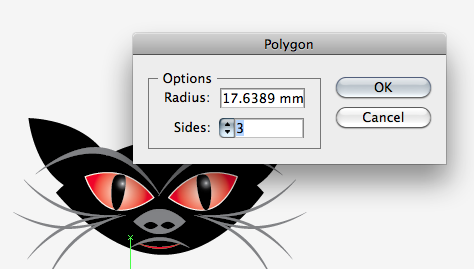 Polygon
Options
Radius: 17.6389 mm
OK
Sides: 3
Cancel